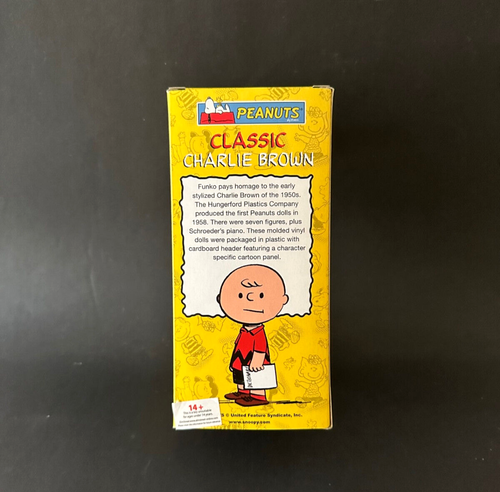 PEANUTS
CLASSIC
CHARLIE BROWN
Funko pays homage to the early
stylized Charlie Brown of the 1950s.
The Hungerford Plastics Company
produced the first Peanuts dolls in
1958. There were seven figures, plus
Schroeder's piano. These molded vinyl
dolls were packaged in plastic with
cardboard header featuring a character
specific cartoon panel.
14+
© United Feature Syndicate, Inc.
www.snoopy.com